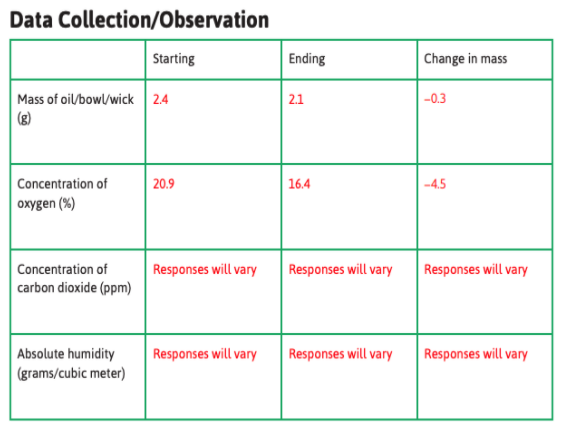 Data Collection/Observation
Starting
Ending
Change in mass
Mass of oil/bowl/wick
(g)
2.4
2.1
–0.3
Concentration of
oxygen (%)
20.9
16.4
–4.5
Concentration of
carbon dioxide (ppm)
Responses will vary
Responses will vary
Responses will vary
Absolute humidity
(grams/cubic meter)
Responses will vary
Responses will vary
Responses will vary